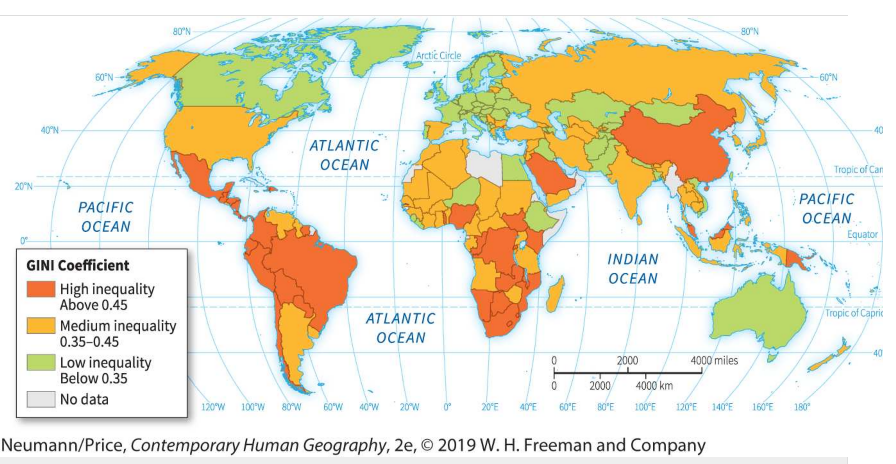 80°N
80°N
Arctic Circle
60°N
60°N
40°N
40
ATLANTIC
OCEAN
Tropic of Can
20°N
PACIFIC
OCEAN
PACIFIC
OCEAN
Equator
0°
INDIAN
OCEAN
GINI Coefficient
High inequality
Above 0.45
Medium inequality
0.35–0.45
Low inequality
Below 0.35
No data
ATLANTIC
OCEAN
Tropic of Capric
40
0 2000 4000 miles
0 2000 4000 km
120°W 100°W 80°W 60°W 40°W 20°W 0° 20°E 40°E 60°E 80°E 100°E 120°E 140°E 160°E 180°
Neumann/Price, Contemporary Human Geography, 2e, © 2019 W. H. Freeman and Company